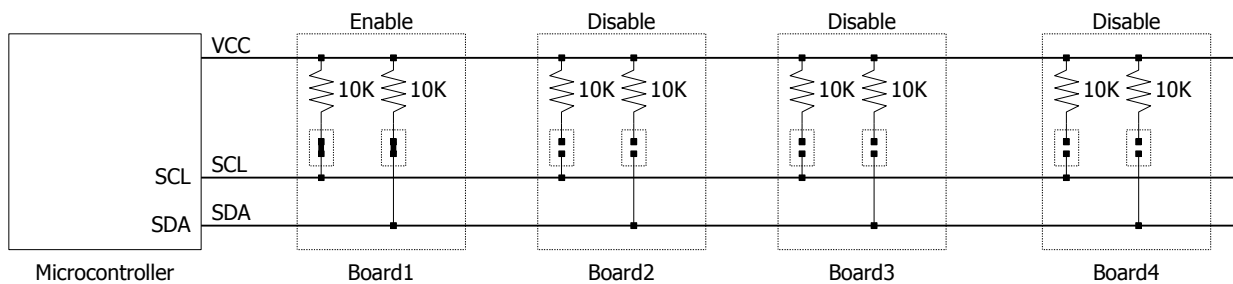 Enable Disable Disable Disable
VCC
10K 10K 10K 10K 10K 10K 10K 10K
SCL SCL
SDA SDA
Microcontroller Board1 Board2 Board3 Board4